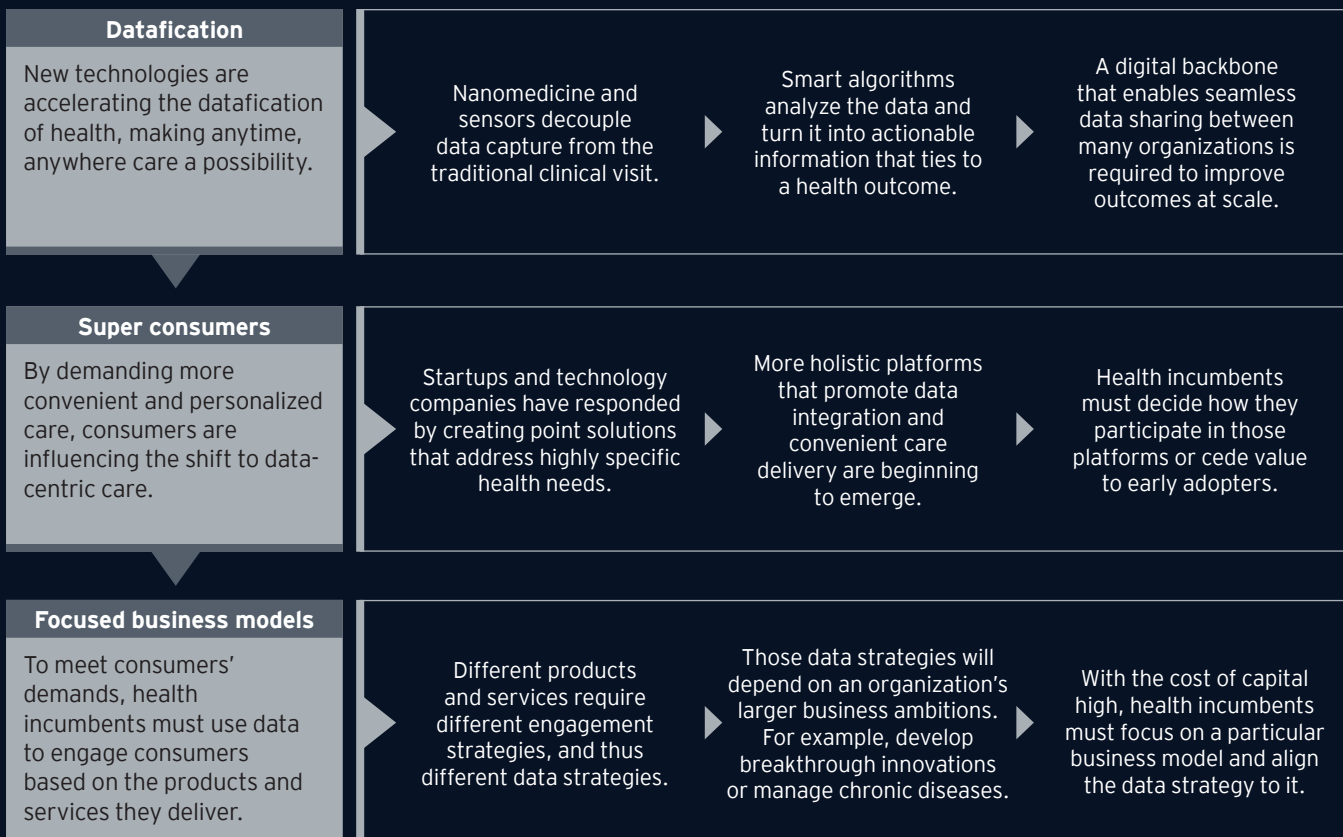 Datafication
New technologies are
accelerating the datafication
of health, making anytime,
anywhere care a possibility.
Nanomedicine and
sensors decouple
data capture from the
traditional clinical visit.
Smart algorithms
analyze the data and
turn it into actionable
information that ties to
a health outcome.
A digital backbone
that enables seamless
data sharing between
many organizations is
required to improve
outcomes at scale.
Super consumers
By demanding more
convenient and personalized
care, consumers are
influencing the shift to data-
centric care.
Startups and technology
companies have responded
by creating point solutions
that address highly specific
health needs.
More holistic platforms
that promote data
integration and
convenient care
delivery are beginning
to emerge.
Health incumbents
must decide how they
participate in those
platforms or cede value
to early adopters.
Focused business models
To meet consumers’
demands, health
incumbents must use data
to engage consumers
based on the products and
services they deliver.
Different products
and services require
different engagement
strategies, and thus
different data strategies.
Those data strategies will
depend on an organization’s
larger business ambitions.
For example, develop
breakthrough innovations
or manage chronic diseases.
With the cost of capital
high, health incumbents
must focus on a particular
business model and align
the data strategy to it.